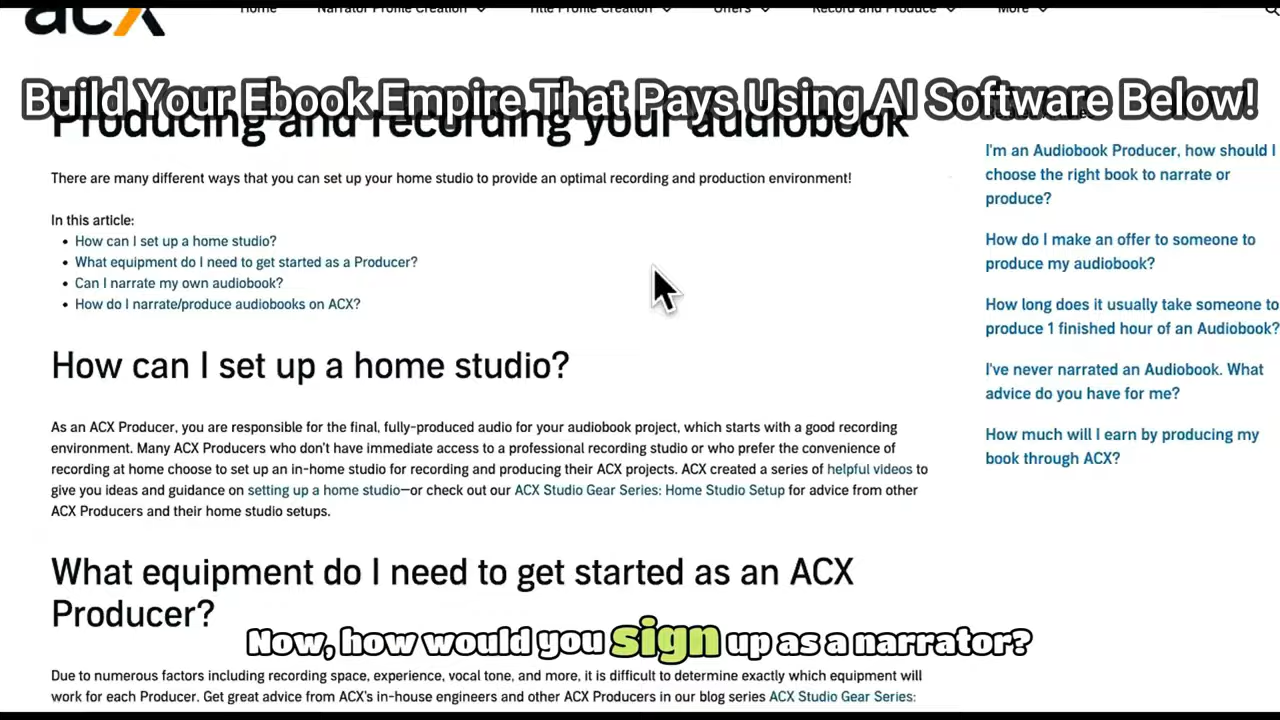 acx
Home Narrator Profile Creation Title Profile Creation Offers Record and Produce More
Build Your Ebook Empire That Pays Using AI Software Below!
Producing and recording your audiobook
There are many different ways that you can set up your home studio to provide an optimal recording and production environment!
In this article:
• How can I set up a home studio?
• What equipment do I need to get started as a Producer?
• Can I narrate my own audiobook?
• How do I narrate/produce audiobooks on ACX?
How can I set up a home studio?
As an ACX Producer, you are responsible for the final, fully-produced audio for your audiobook project, which starts with a good recording
environment. Many ACX Producers who don't have immediate access to a professional recording studio or who prefer the convenience of
recording at home choose to set up an in-home studio for recording and producing their ACX projects. ACX created a series of helpful videos to
give you ideas and guidance on setting up a home studio—or check out our ACX Studio Gear Series: Home Studio Setup for advice from other
ACX Producers and their home studio setups.
What equipment do I need to get started as an ACX
Producer?
Now, how would you sign up as a narrator?
Due to numerous factors including recording space, experience, vocal tone, and more, it is difficult to determine exactly which equipment will
work for each Producer. Get great advice from ACX's in-house engineers and other ACX Producers in our blog series ACX Studio Gear Series:
I'm an Audiobook Producer, how should I
choose the right book to narrate or
produce?
How do I make an offer to someone to
produce my audiobook?
How long does it usually take someone to
produce 1 finished hour of an Audiobook?
I've never narrated an Audiobook. What
advice do you have for me?
How much will I earn by producing my
book through ACX?